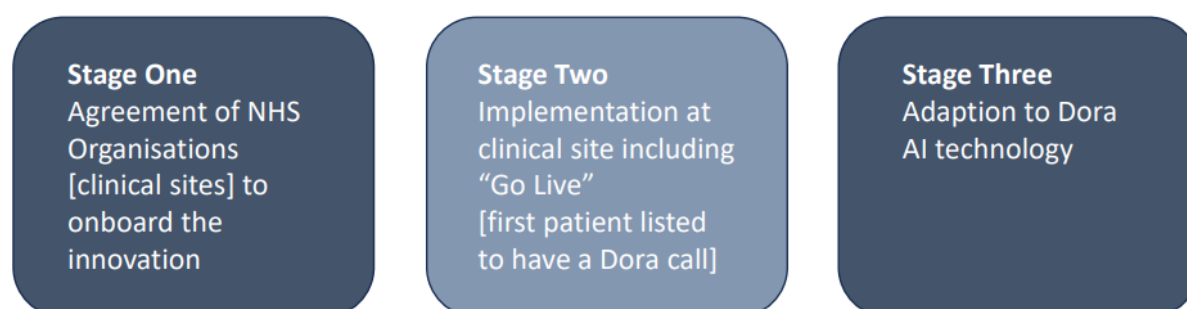 Stage One
Agreement of NHS
Organisations
[clinical sites] to
onboard the
innovation
Stage Two
Implementation at
clinical site including
“Go Live”
[first patient listed
to have a Dora call]
Stage Three
Adaption to Dora
AI technology